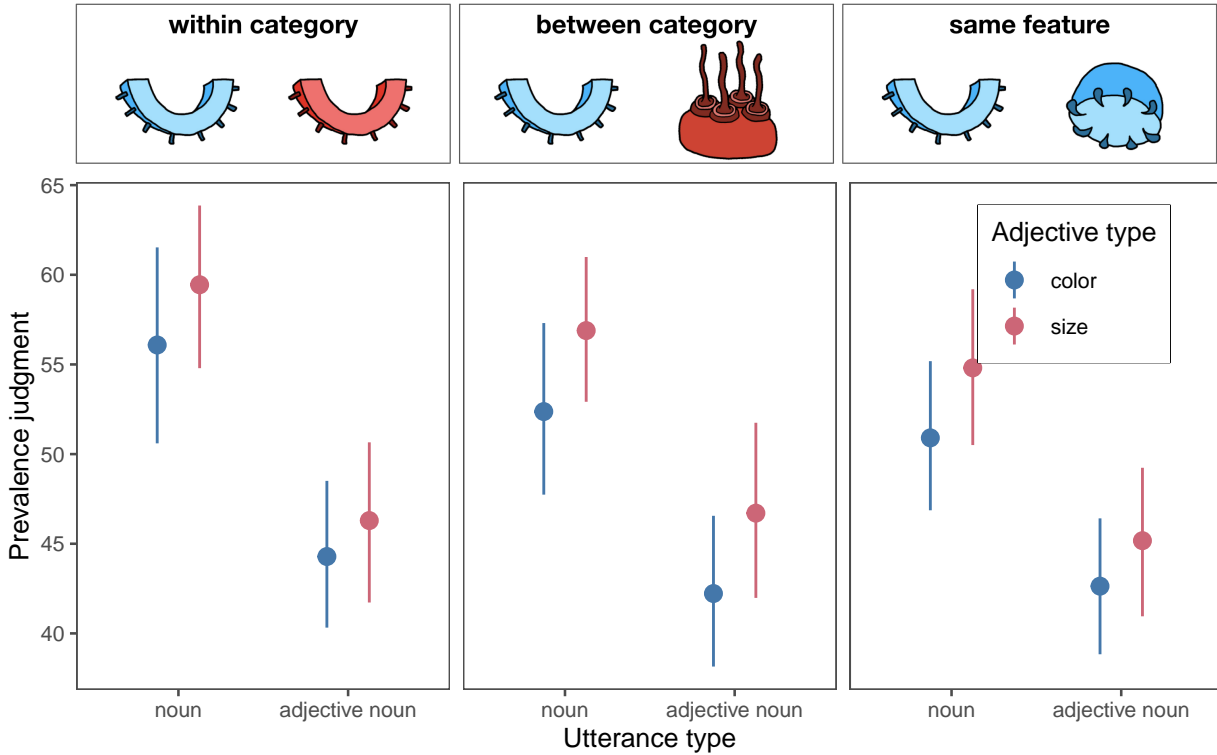 within category
between category
same feature
Adjective type
color
size
Prevalence judgment
65
60
55
50
45
40
noun
adjective noun
noun
adjective noun
noun
adjective noun
Utterance type